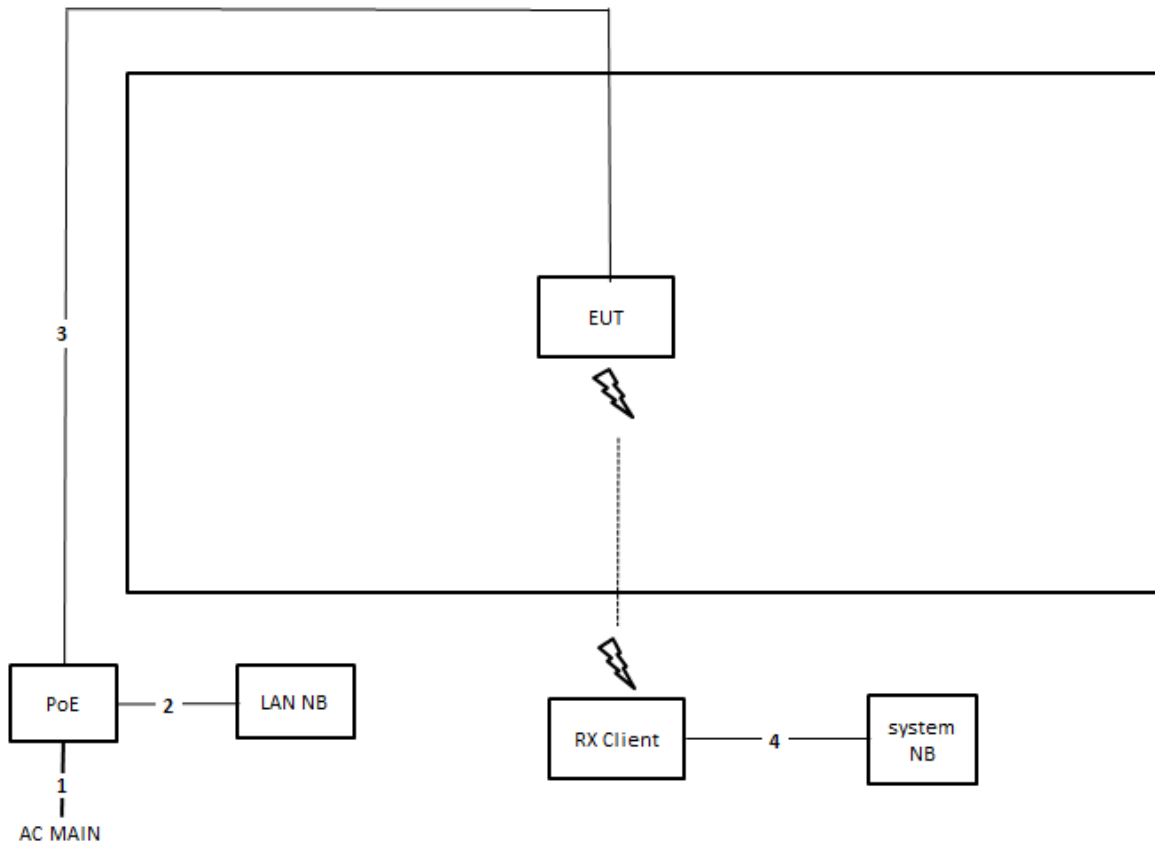 3
EUT
PoE
2
LAN NB
RX Client
4
system
NB
1
AC MAIN